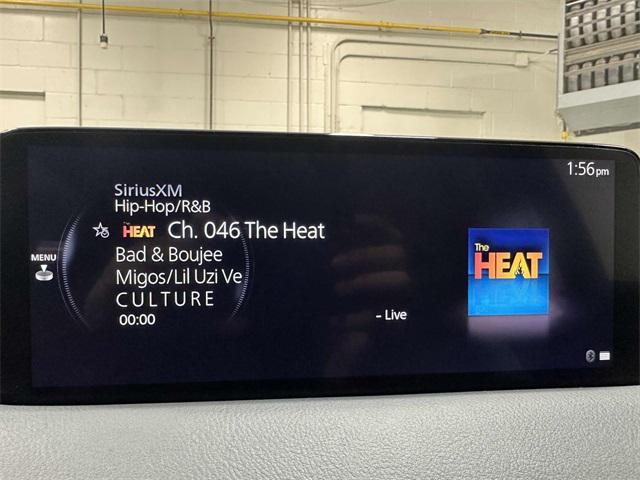 1:56pm
SiriusXM
Hip-Hop/R&B
The HEAT Ch. 046 The Heat
MENU
Bad & Boujee
Migos/Lil Uzi Ve
CULTURE
00:00
- Live
The
HEAT